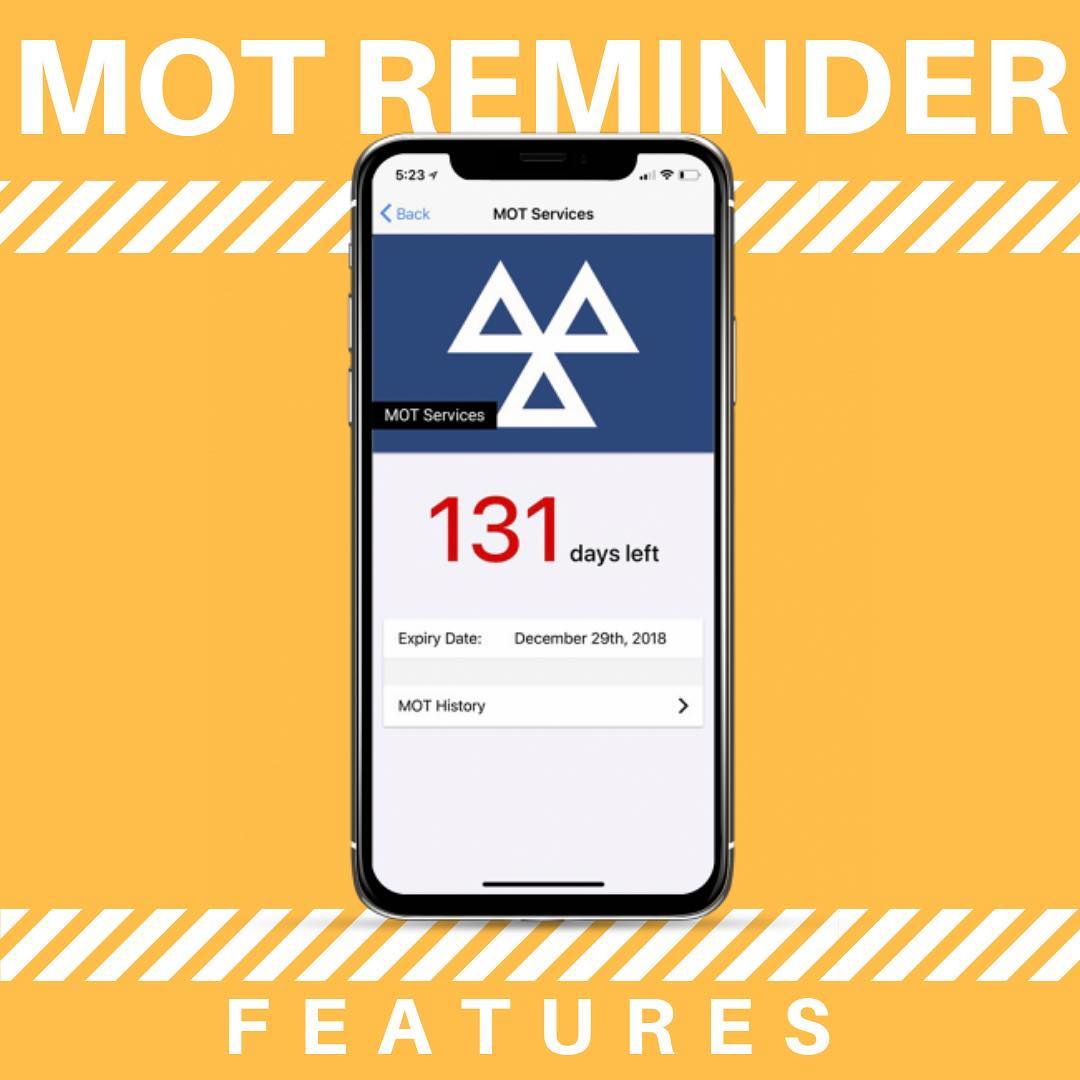 MOT REMINDER
5:23
Back MOT Services
MOT Services
131 days left
Expiry Date: December 29th, 2018
MOT History
FEATURES